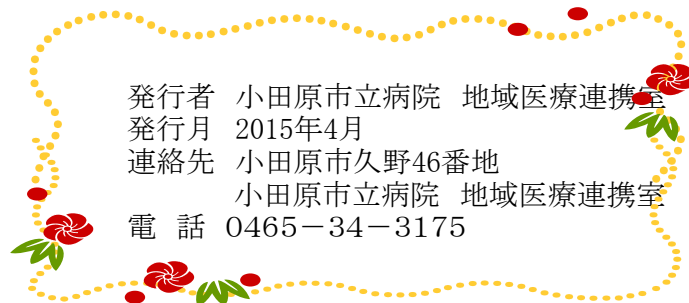 発行者　小田原市立病院　地域医療連携室
発行月　2015年4月
連絡先　小田原市久野46番地
小田原市立病院　地域医療連携室
電　話　０４６５－３４－３１７５